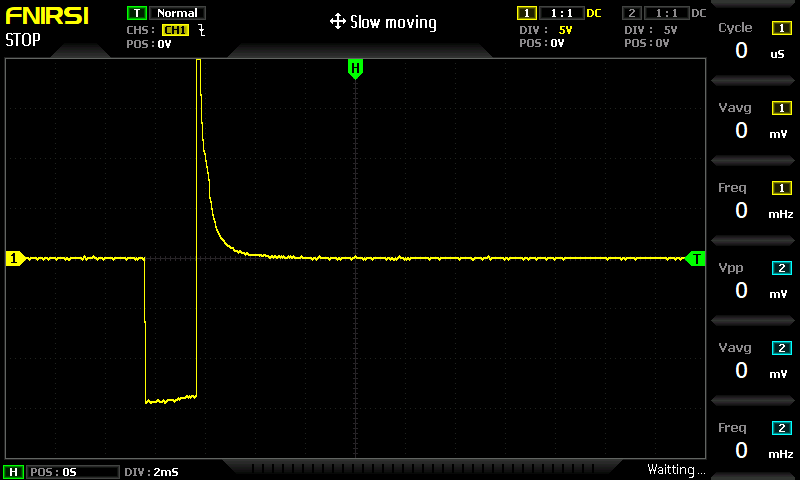 FNIRSI
STOP
T Normal
CHS: CH1
POS: 0V
Slow moving
1 1:1 DC
DIV: 5V
POS: 0V
2 1:1 DC
DIV: 5V
POS: 0V
H
1
T
Cycle 1
0 uS
Vavg 1
0 mV
Freq 1
0 mHz
Vpp 2
0 mV
Vavg 2
0 mV
Freq 2
0 mHz
H POS: 0S DIV: 2mS
Waitting...